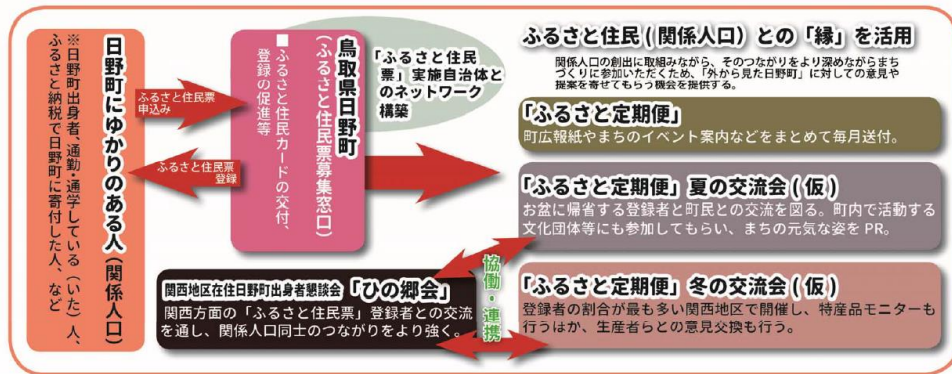 日野町にゆかりのある人(関係人口)
※日野町出身者、通勤・通学している(いた)人、
ふるさと納税で日野町に寄付した人、など
ふるさと住民票
申込み
ふるさと住民票
登録
鳥取県日野町
(ふるさと住民票募集窓口)
■ふるさと住民カードの交付、
登録の促進等
「ふるさと住民
票」実施自治体と
のネットワーク
構築
ふるさと住民(関係人口)との「縁」を活用
関係人口の創出に取組みながら、そのつながりをより深めながらまち
づくりに参加いただくため、「外から見た日野町」に対しての意見や
提案を寄せてもらう機会を提供する。
「ふるさと定期便」
町広報紙やまちのイベント案内などをまとめて毎月送付。
「ふるさと定期便」夏の交流会(仮)
お盆に帰省する登録者と町民との交流を図る。町内で活動する
文化団体等にも参加してもらい、まちの元気な姿をPR。
「ふるさと定期便」冬の交流会(仮)
登録者の割合が最も多い関西地区で開催し、特産品モニターも
行うほか、生産者らとの意見交換も行う。
関西地区在住日野町出身者懇談会「ひの郷会」
関西方面の「ふるさと住民票」登録者との交流
を通し、関係人口同士のつながりをより強く。
協働・連携